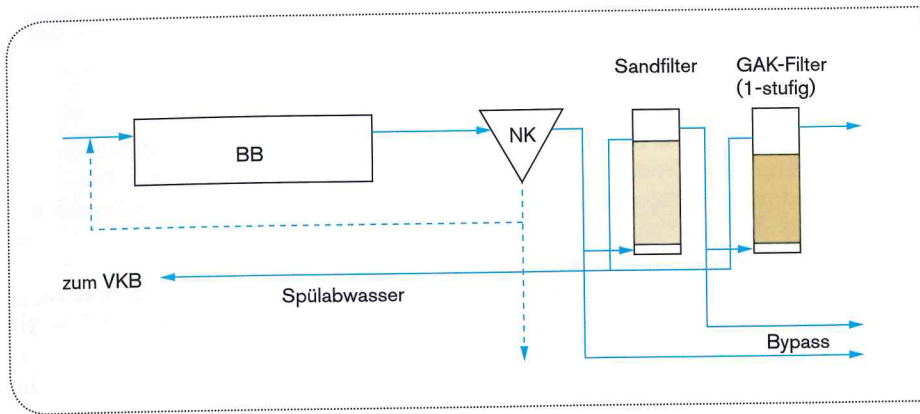 Sandfilter
GAK-Filter
(1-stufig)
BB
NK
zum VKB
Spülabwasser
Bypass